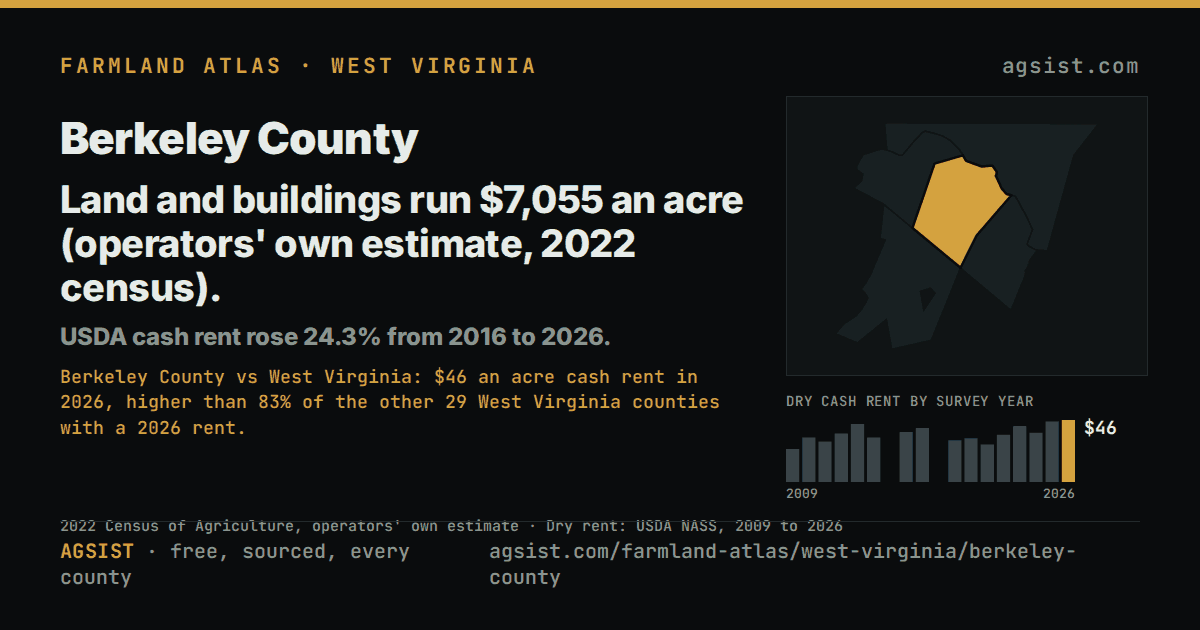 FARMLAND ATLAS · WEST VIRGINIA
agsist.com
Berkeley County
Land and buildings run $7,055 an acre
(operators' own estimate, 2022
census).
USDA cash rent rose 24.3% from 2016 to 2026.
Berkeley County vs West Virginia: $46 an acre cash rent in
2026, higher than 83% of the other 29 West Virginia counties
with a 2026 rent.
DRY CASH RENT BY SURVEY YEAR
$46
2009
2026
2022 Census of Agriculture, operators' own estimate · Dry rent: USDA NASS, 2009 to 2026
AGSIST · free, sourced, every
county
agsist.com/farmland-atlas/west-virginia/berkeley-
county